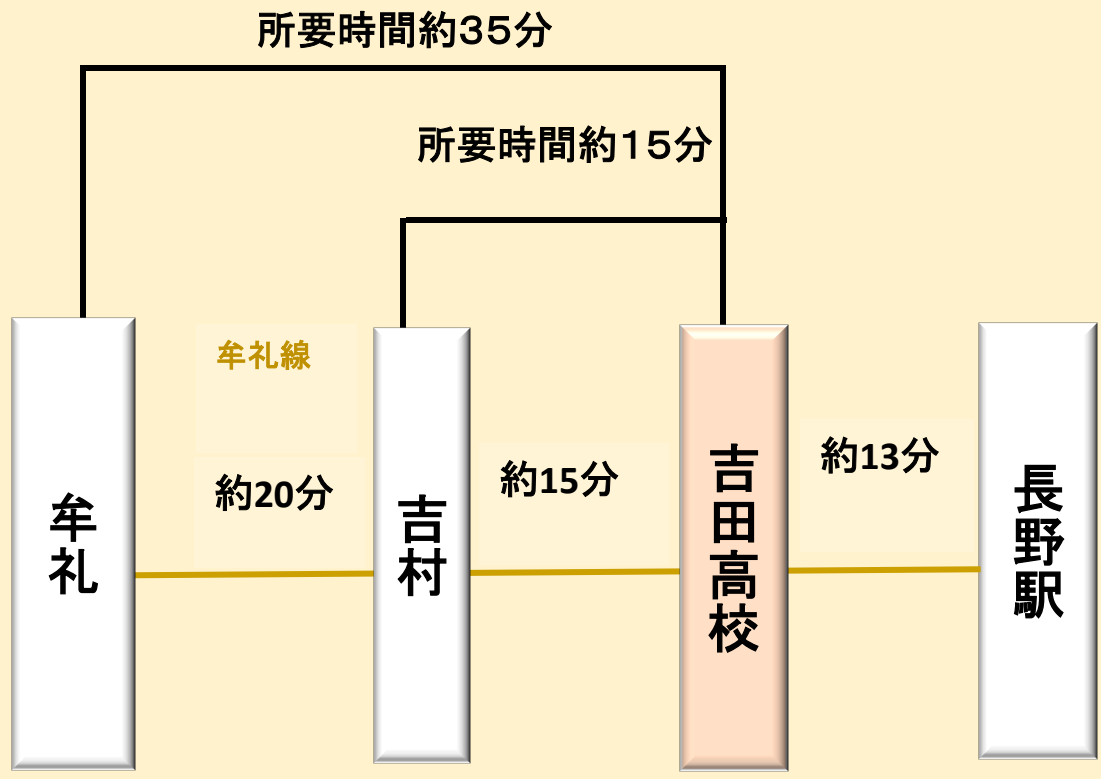 所要時間約35分
所要時間約15分
牟礼線
約20分
約15分
約13分
牟礼
吉村
吉田高校
長野駅